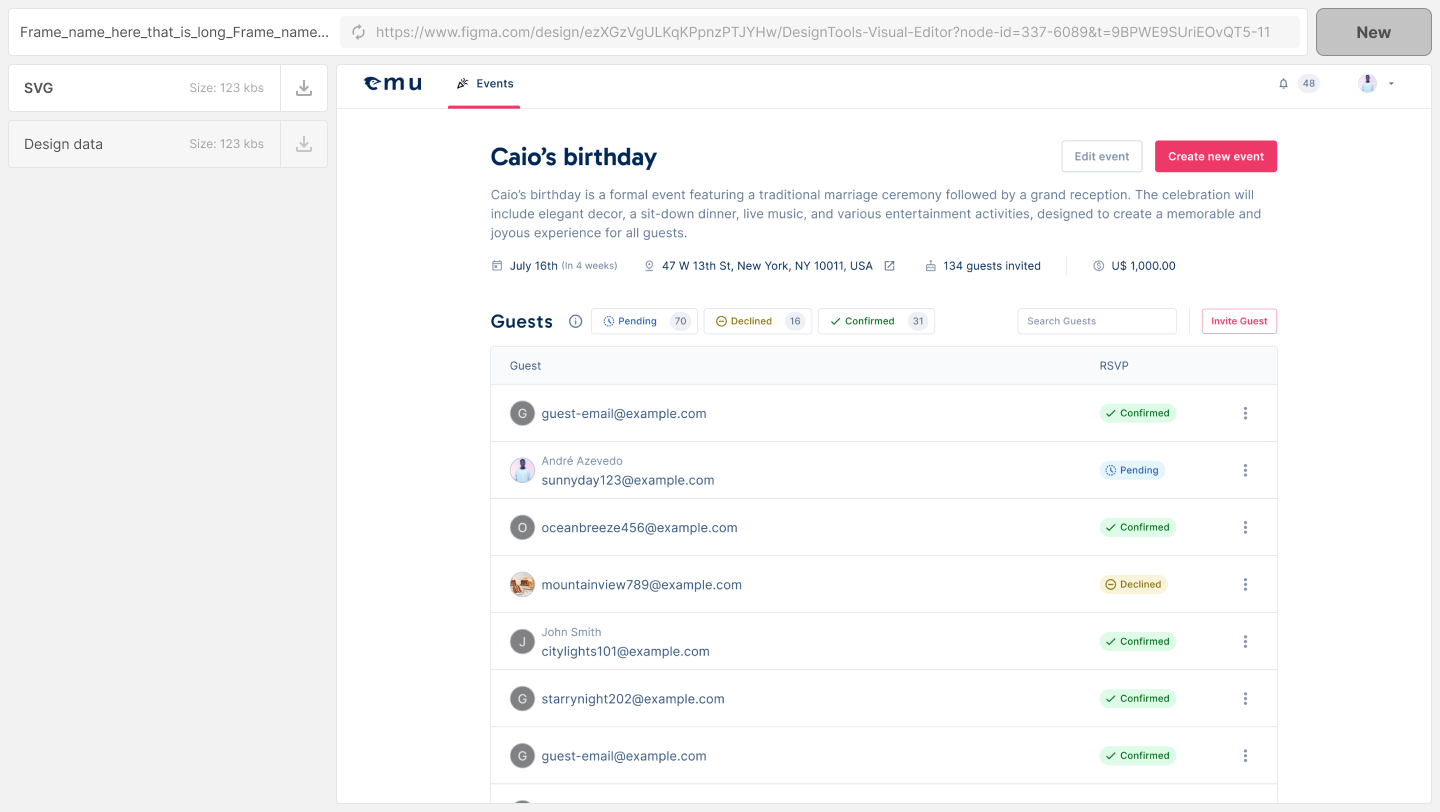 Frame_name_here_that_is_long_Frame_name...
https://www.figma.com/design/ezXGzVgULKqKPpnzPTJYHw/DesignTools-Visual-Editor?node-id=337-6089&t=9BPWE9SUriEOvQT5-11
New
SVG
Size: 123 kbs
Design data
Size: 123 kbs
emu
Events
48
Caio’s birthday
Edit event
Create new event
Caio’s birthday is a formal event featuring a traditional marriage ceremony followed by a grand reception. The celebration will
include elegant decor, a sit-down dinner, live music, and various entertainment activities, designed to create a memorable and
joyous experience for all guests.
July 16th (In 4 weeks)
47 W 13th St, New York, NY 10011, USA
134 guests invited
U$ 1,000.00
Guests
Pending 70
Declined 16
Confirmed 31
Search Guests
Invite Guest
Guest
RSVP
G
guest-email@example.com
Confirmed
André Azevedo
sunnyday123@example.com
Pending
O
oceanbreeze456@example.com
Confirmed
mountainview789@example.com
Declined
J
John Smith
citylights101@example.com
Confirmed
G
starrynight202@example.com
Confirmed
G
guest-email@example.com
Confirmed